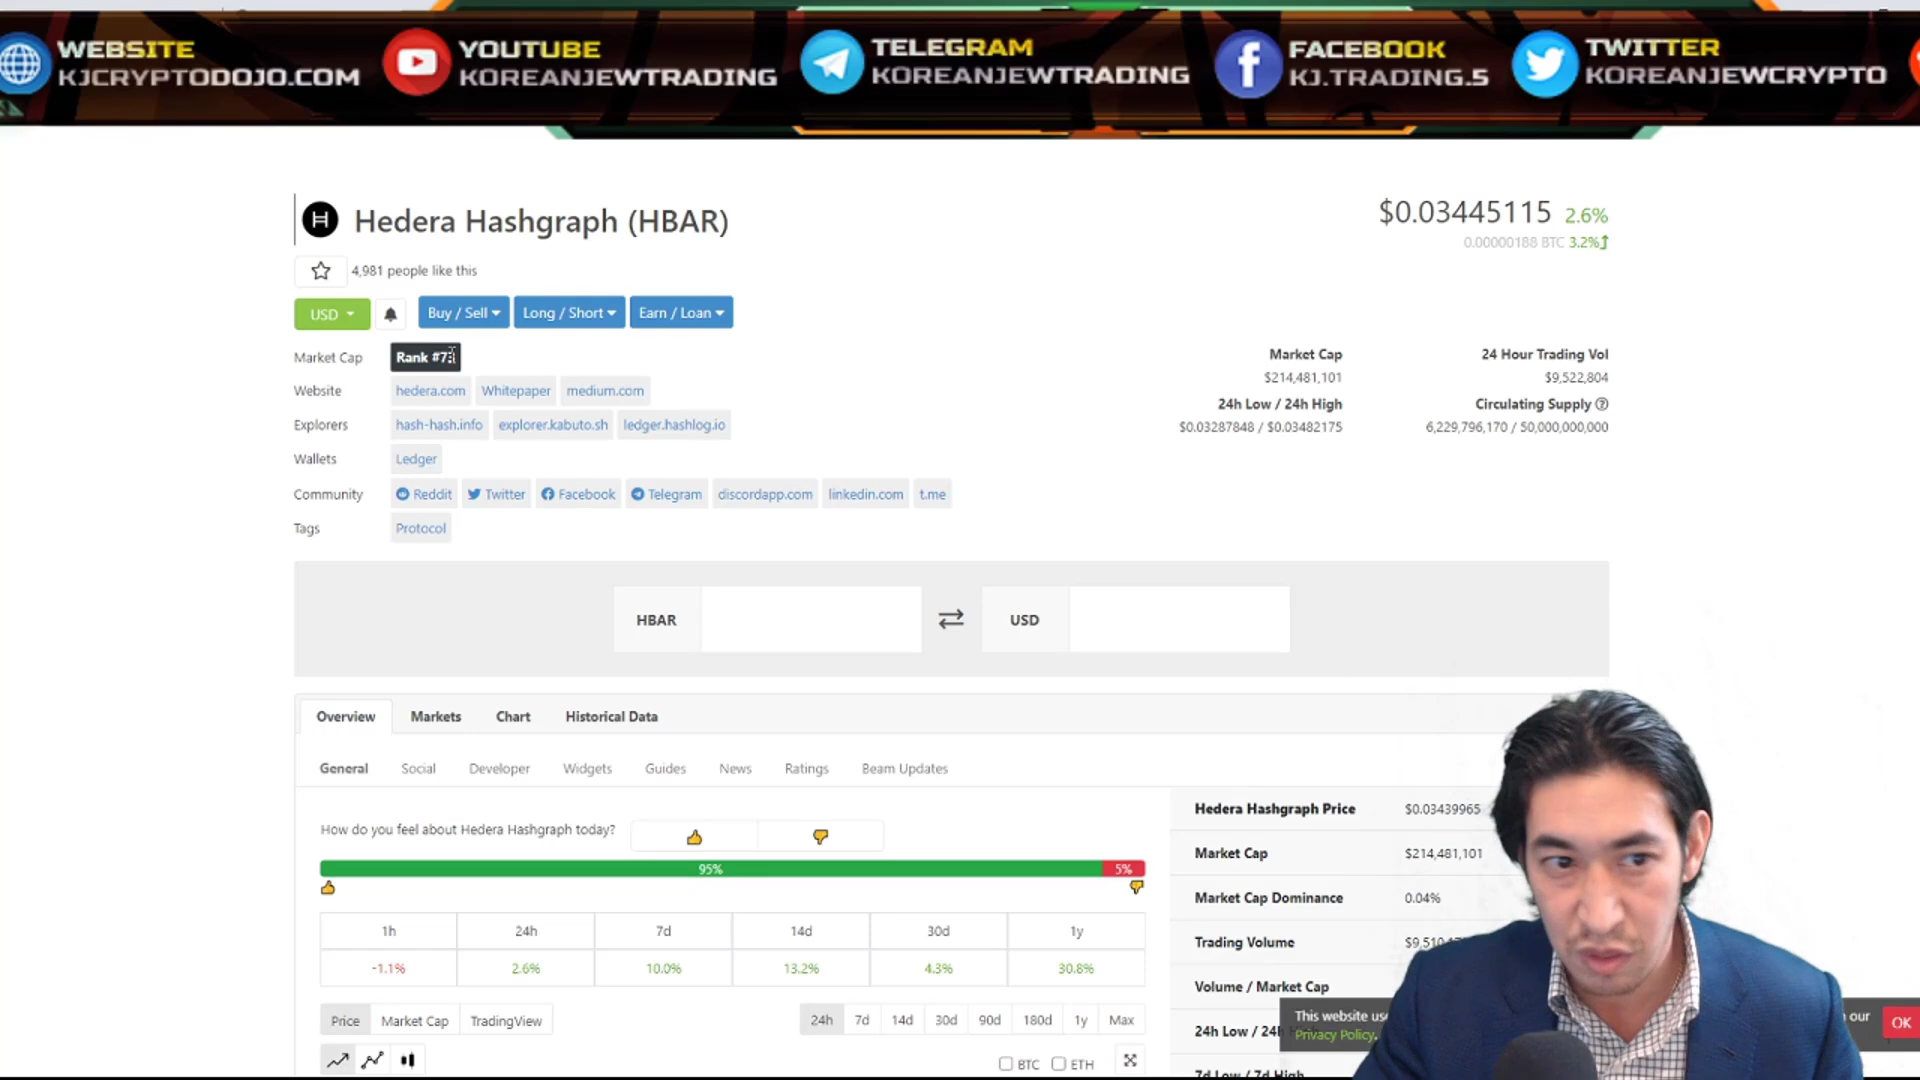 WEBSITE
KJCRYPTODOJO.COM
YOUTUBE
KOREANJEWTRADING
TELEGRAM
KOREANJEWTRADING
FACEBOOK
KJ.TRADING.5
TWITTER
KOREANJEWCRYPTO
Hedera Hashgraph (HBAR)
$0.03445115 2.6%
0.00000188 BTC 3.2%
4,981 people like this
USD
Buy / Sell
Long / Short
Earn / Loan
Market Cap
Website hedera.com Whitepaper medium.com
Explorers hash-hash.info explorer.kabuto.sh ledger.hashlog.io
Wallets Ledger
Community Reddit Twitter Facebook Telegram discordapp.com linkedin.com t.me
Tags Protocol
Market Cap 24 Hour Trading Vol
$214,481,101 $9,522,804
24h Low / 24h High Circulating Supply
$0.03287848 / $0.03482175 6,229,796,170 / 50,000,000,000
HBAR USD
Overview Markets Chart Historical Data
General Social Developer Widgets Guides News Ratings Beam Updates
How do you feel about Hedera Hashgraph today?
95% 5%
1h 24h 7d 14d 30d 1y
-1.1% 2.6% 10.0% 13.2% 4.3% 30.8%
Price Market Cap TradingView
24h 7d 14d 30d 90d 180d 1y Max
BTC ETH
Hedera Hashgraph Price $0.03439965
Market Cap $214,481,101
Market Cap Dominance 0.04%
Trading Volume
Volume / Market Cap
24h Low / 24h
7d Low / 7d High
This website our
Privacy Policy.
OK